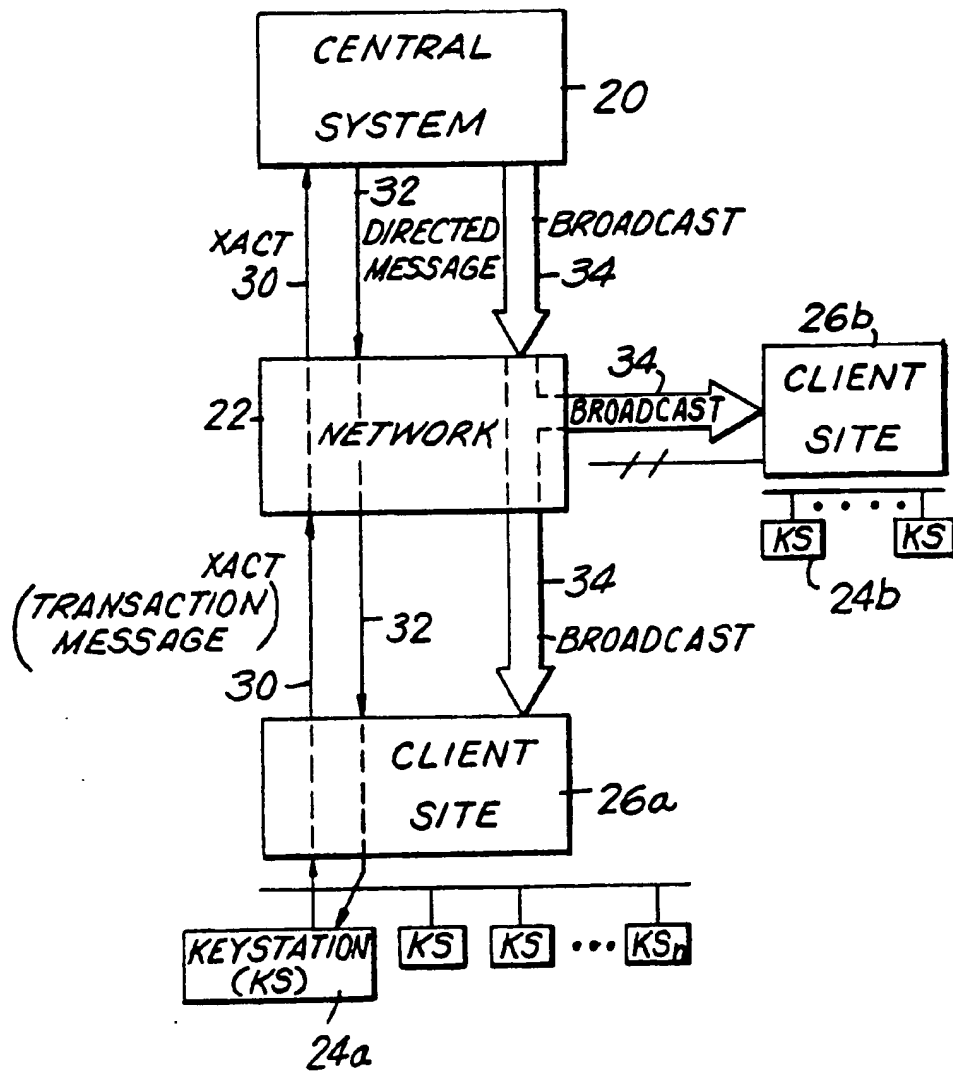 CENTRAL
SYSTEM
20
32
DIRECTED
MESSAGE
BROADCAST
34
XACT
30
26b
CLIENT
SITE
34
BROADCAST
22
NETWORK
KS
....
KS
24b
XACT
(TRANSACTION
MESSAGE)
30
32
34
BROADCAST
CLIENT
SITE
26a
KEYSTATION
(KS)
KS
KS
...
KSn
24a